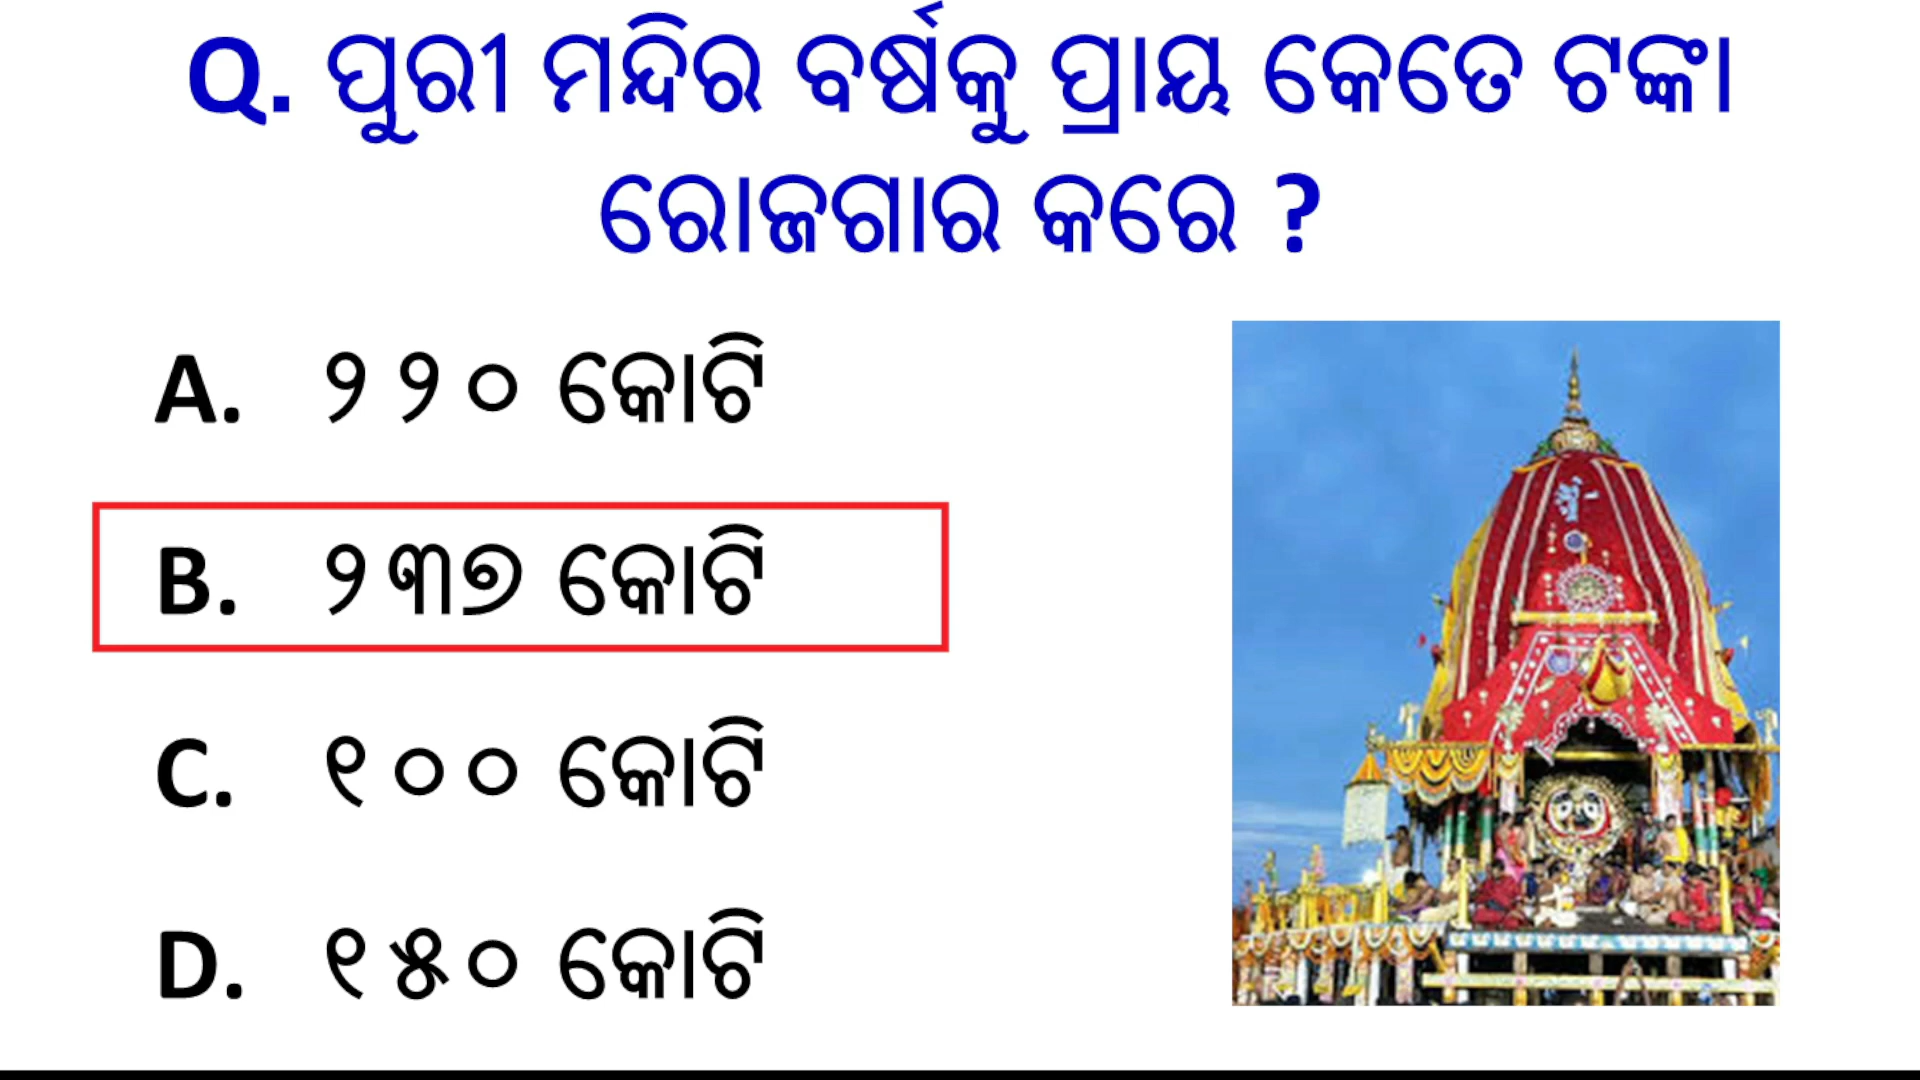 Q. ପୁରୀ ମନ୍ଦିର ବର୍ଷକୁ ପ୍ରାୟ କେତେ ଟଙ୍କା
ରୋଜଗାର କରେ ?
A. ୨୨୦ କୋଟି
B. ୨୩୭ କୋଟି
C. ୧୦୦ କୋଟି
D. ୧୫୦ କୋଟି